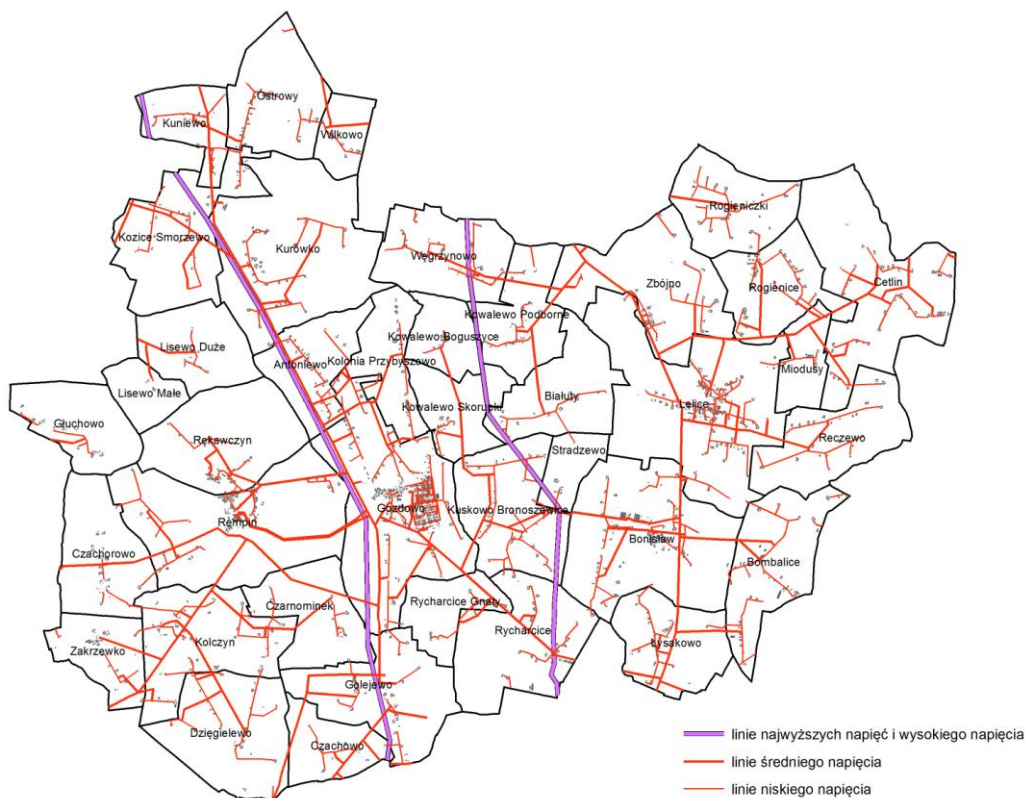 Ostrowy
Kuniewo
Wilkowo
Rogieniczki
Kozice Smorzewo
Kurówko
Węgrzynowo
Zbójno
Rogienice
Cetlin
Kowalewo Podborne
Kowalewo Boguszyce
Lisewo Duże
Antoniewo
Kolonia Przybyszewo
Miodusy
Lisewo Małe
Białuty
Lelice
Kowalewo Skorupki
Głuchowo
Rękawczyn
Reczewo
Stradzewo
Gozdowo
Kuskowo Bronoszewice
Rempin
Bonisław
Czachorowo
Bombalice
Czarnominek
Rycharcice Gnaty
Rycharcice
Kolczyn
Łysakowo
Zakrzewko
Golejewo
Dzięgielewo
Czachowo
linie najwyższych napięć i wysokiego napięcia
linie średniego napięcia
linie niskiego napięcia